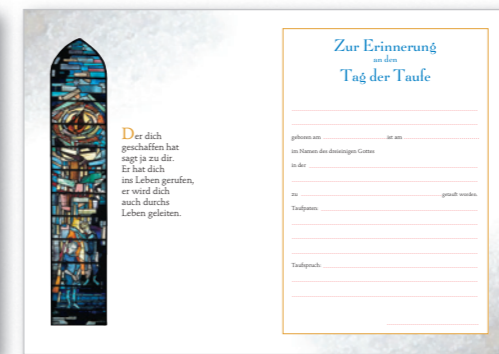 Der dich
geschaffen hat
sagt ja zu dir.
Er hat dich
ins Leben gerufen,
er wird dich
auch durchs
Leben geleiten.
Zur Erinnerung
an den
Tag der Taufe
geboren am ist am
im Namen des dreieinigen Gottes
in der
zu getauft worden.
Taufpaten:
Taufspruch: